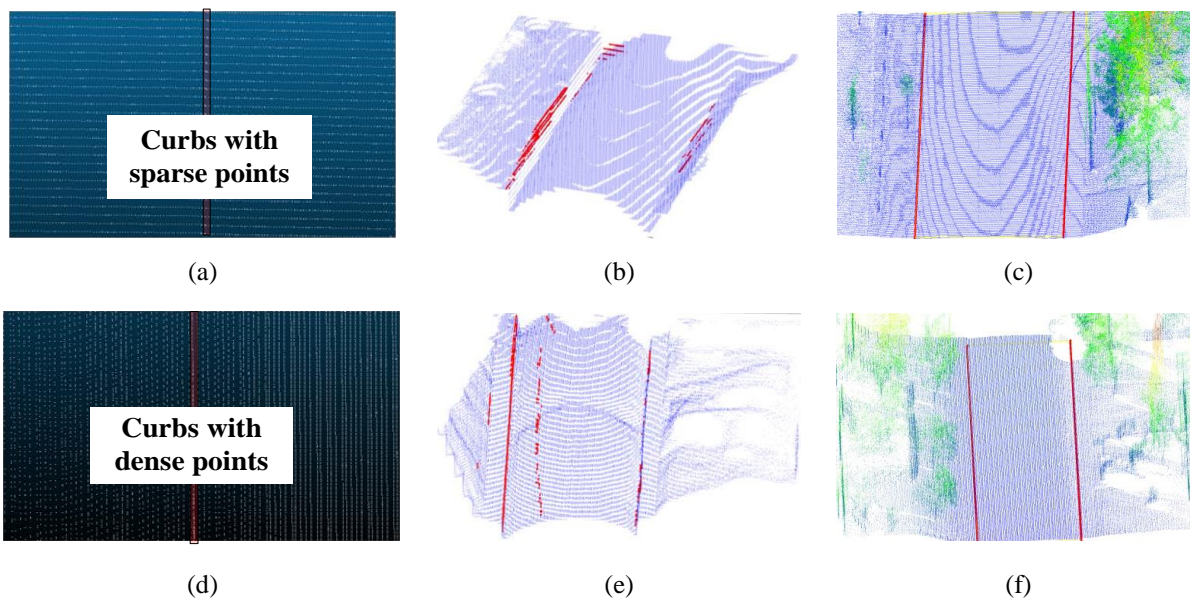 Curbs with
sparse points
(a)
(b)
(c)
Curbs with
dense points
(d)
(e)
(f)